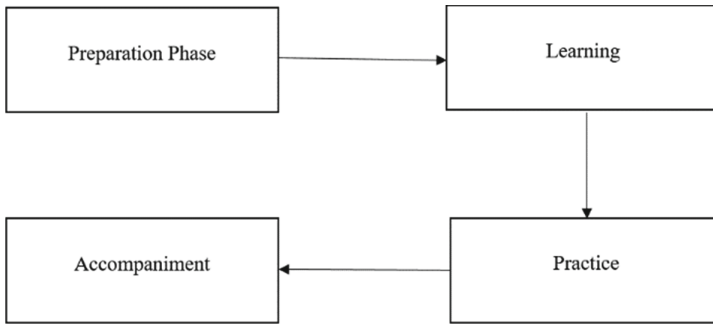 Preparation Phase
Learning
Practice
Accompaniment